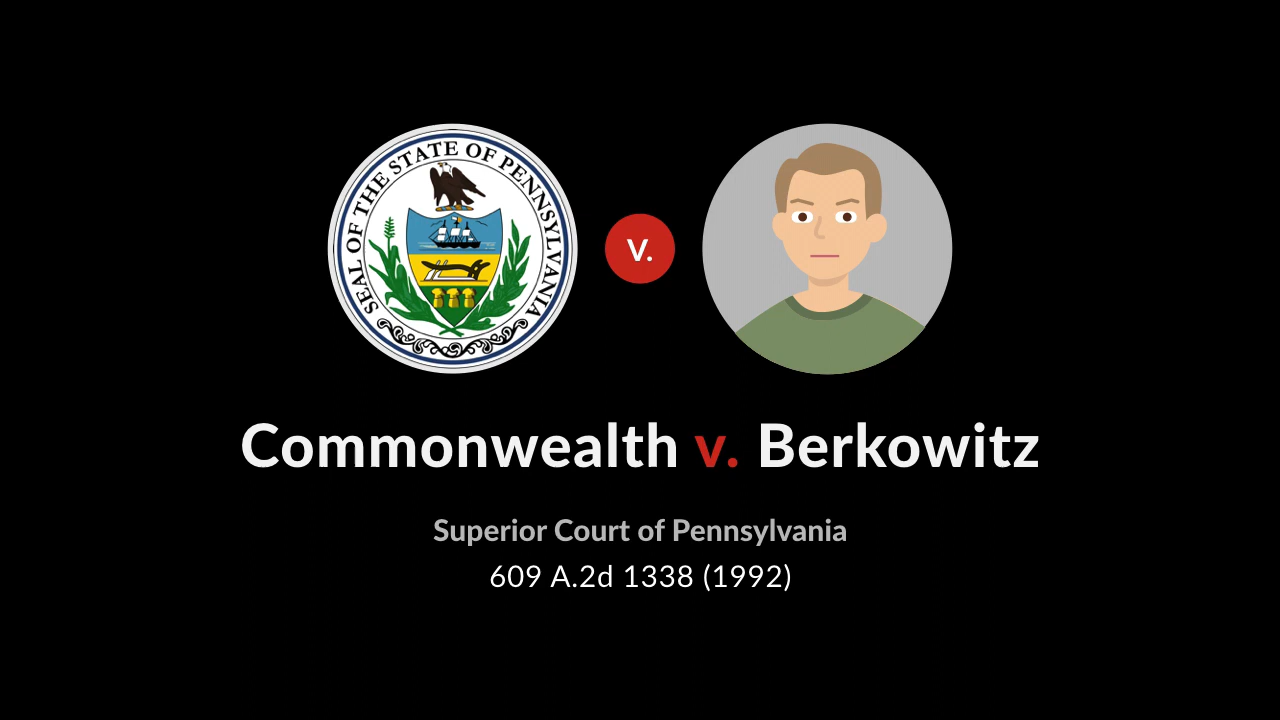 SEAL OF THE STATE OF PENNSYLVANIA
v.
Commonwealth v. Berkowitz
Superior Court of Pennsylvania
609 A.2d 1338 (1992)